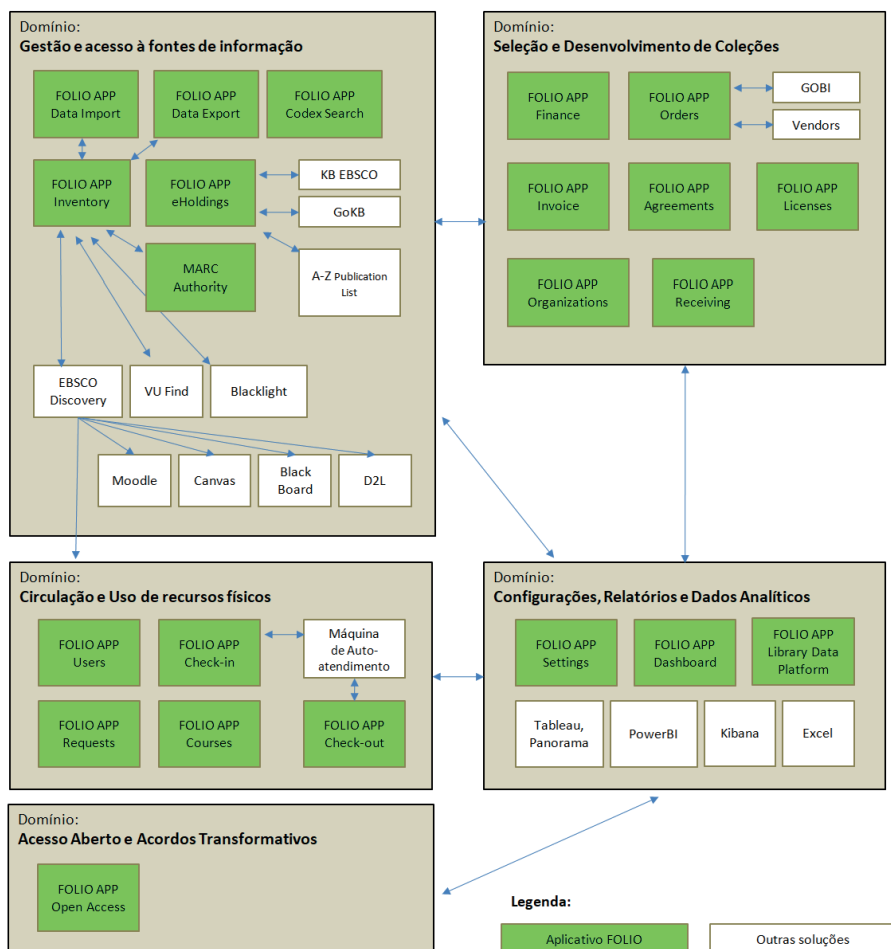 Domínio:
Gestão e acesso à fontes de informação
FOLIO APP
Data Import
FOLIO APP
Data Export
FOLIO APP
Codex Search
FOLIO APP
Inventory
FOLIO APP
eHoldings
KB EBSCO
GoKB
MARC
Authority
A-Z Publication
List
EBSCO
Discovery
VU Find
Blacklight
Moodle
Canvas
Black
Board
D2L
Domínio:
Seleção e Desenvolvimento de Coleções
FOLIO APP
Finance
FOLIO APP
Orders
GOBI
Vendors
FOLIO APP
Invoice
FOLIO APP
Agreements
FOLIO APP
Licenses
FOLIO APP
Organizations
FOLIO APP
Receiving
Domínio:
Circulação e Uso de recursos físicos
FOLIO APP
Users
FOLIO APP
Check-in
Máquina
de Auto-
atendimento
FOLIO APP
Requests
FOLIO APP
Courses
FOLIO APP
Check-out
Domínio:
Configurações, Relatórios e Dados Analíticos
FOLIO APP
Settings
FOLIO APP
Dashboard
FOLIO APP
Library Data
Platform
Tableau,
Panorama
PowerBI
Kibana
Excel
Domínio:
Acesso Aberto e Acordos Transformativos
FOLIO APP
Open Access
Legenda:
Aplicativo FOLIO
Outras soluções